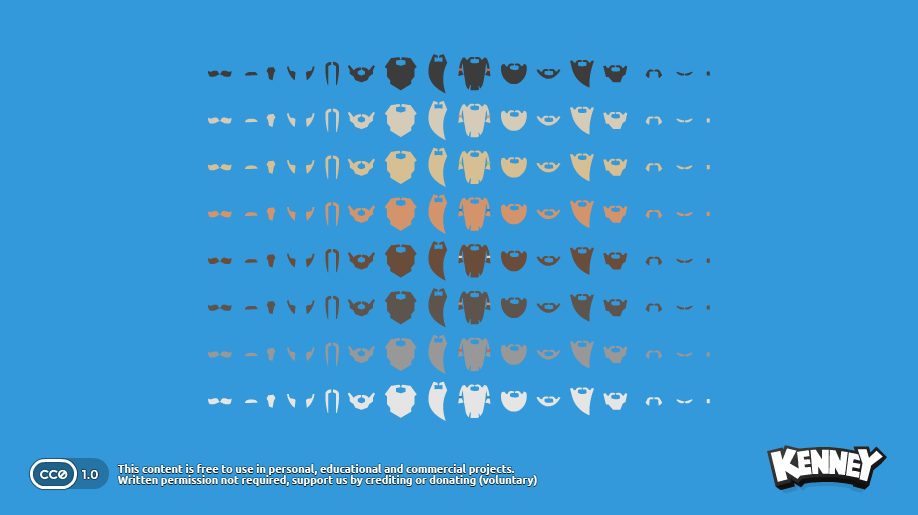 CC0 1.0
This content is free to use in personal, educational and commercial projects.
Written permission not required, support us by crediting or donating (voluntary)
KENNEY